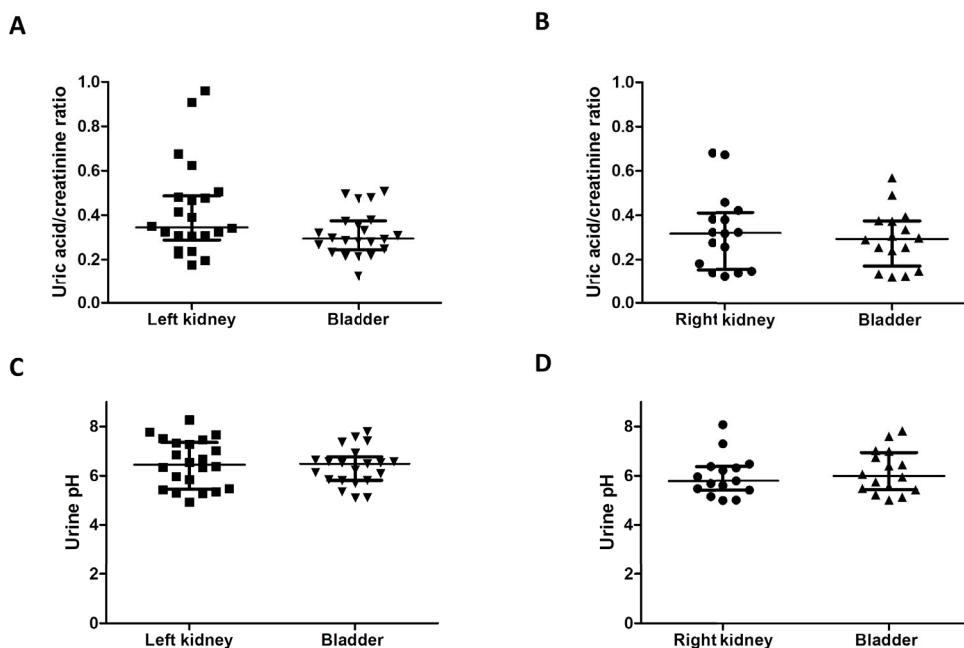 A
Uric acid/creatinine ratio
1.0
0.8
0.6
0.4
0.2
0.0
Left kidney
Bladder
B
Uric acid/creatinine ratio
1.0
0.8
0.6
0.4
0.2
0.0
Right kidney
Bladder
C
Urine pH
8
6
4
2
0
Left kidney
Bladder
D
Urine pH
8
6
4
2
0
Right kidney
Bladder